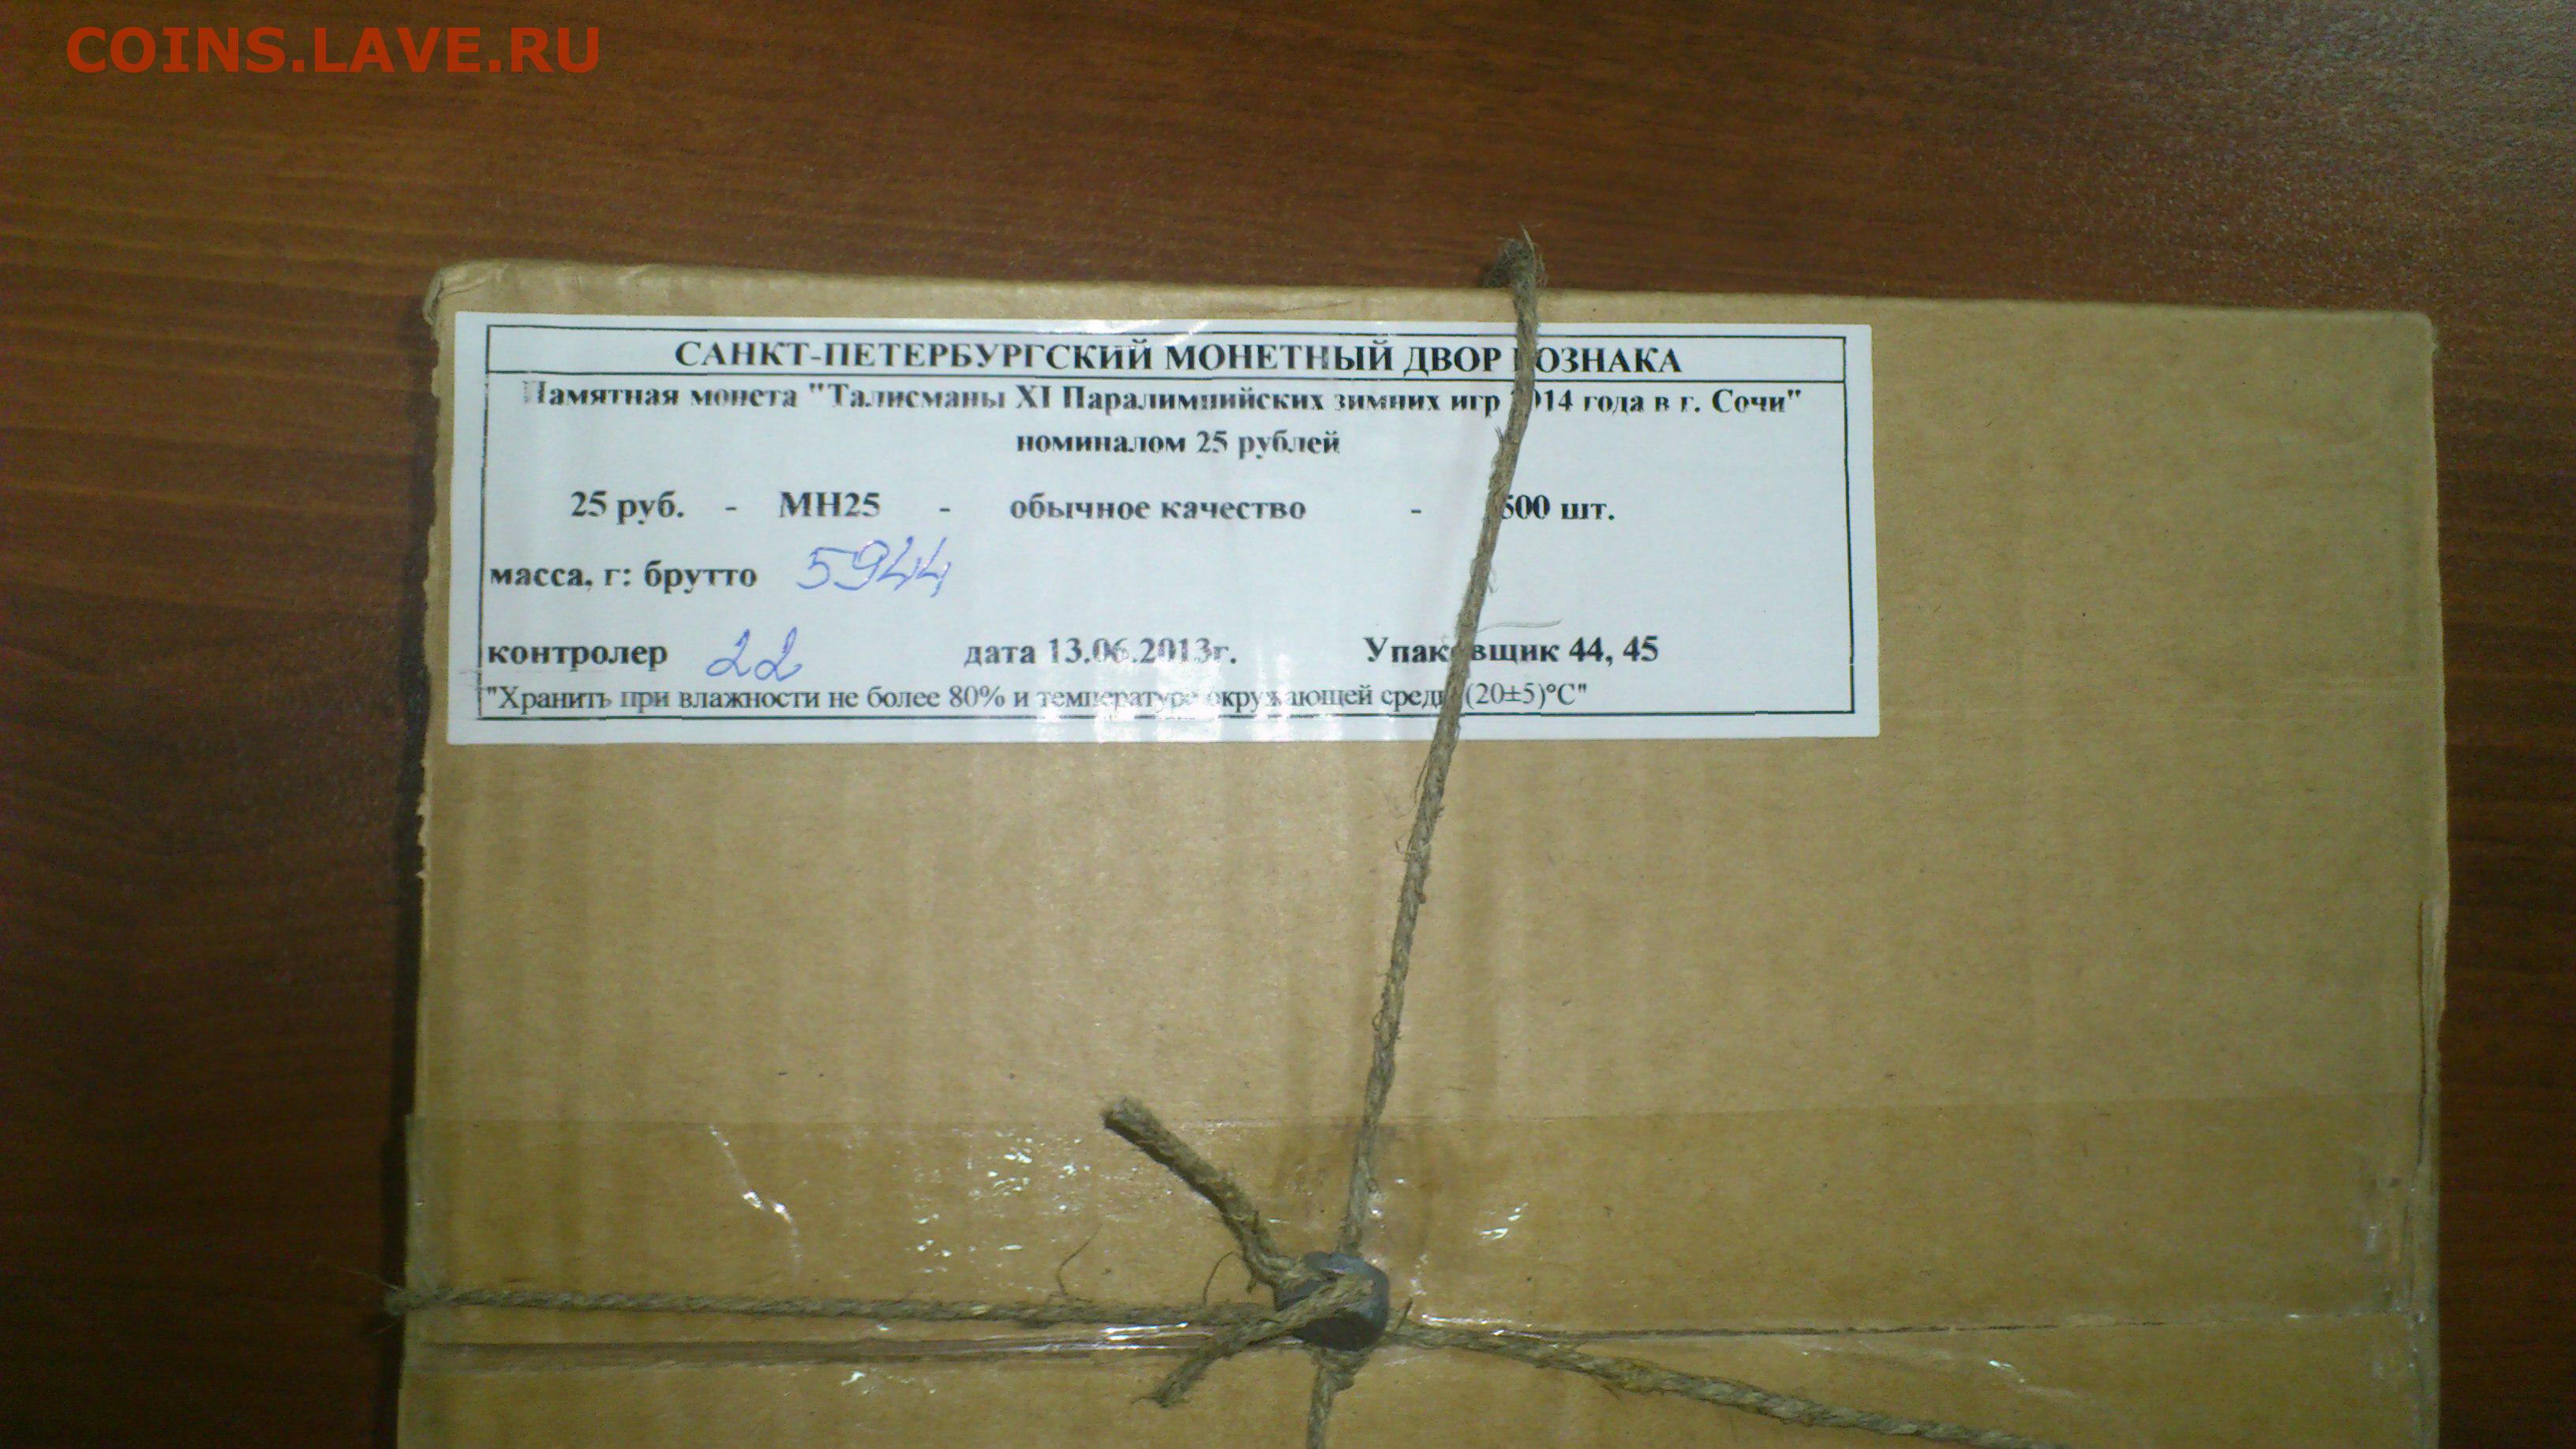 COINS.LAVE.RU
САНКТ-ПЕТЕРБУРГСКИЙ МОНЕТНЫЙ ДВОР ГОЗНАКА
Памятная монета "Талисманы XI Паралимпийских зимних игр 2014 года в г. Сочи"
номиналом 25 рублей
25 руб. - МН25 - обычное качество - 500 шт.
масса, г: брутто 5944
контролер 22 дата 13.06.2013г. Упаковщик 44, 45
"Хранить при влажности не более 80% и температуре окружающей среды (20±5)°С"